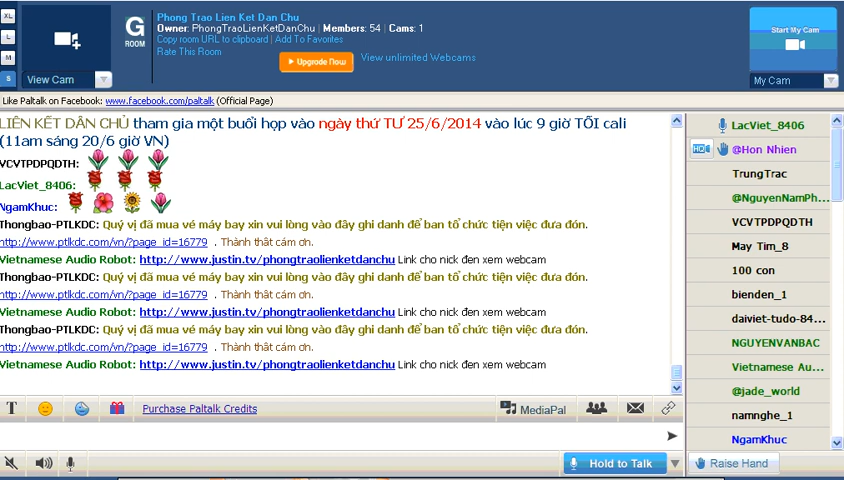 XL
L
M
S
View Cam
G
ROOM
Phong Trao Lien Ket Dan Chu
Owner: PhongTraoLienKetDanChu | Members: 54 | Cams: 1
Copy room URL to clipboard | Add To Favorites
Rate This Room
Upgrade Now
View unlimited Webcams
Start My Cam
My Cam
Like Paltalk on Facebook: www.facebook.com/paltalk (Official Page)
LIÊN KẾT DÂN CHỦ tham gia một buổi họp vào ngày thứ TƯ 25/6/2014 vào lúc 9 giờ TỐI cali
(11am sáng 20/6 giờ VN)
VCVTPDPQDTH:
LacViet_8406:
NgamKhuc:
Thongbao-PTLKDC: Quý vị đã mua vé máy bay xin vui lòng vào đây ghi danh để ban tổ chức tiện việc đưa đón.
http://www.ptlkdc.com/vn/?page_id=16779 . Thành thât cám ơn.
Vietnamese Audio Robot: http://www.justin.tv/phongtraolienketdanchu Link cho nick đen xem webcam
Thongbao-PTLKDC: Quý vị đã mua vé máy bay xin vui lòng vào đây ghi danh để ban tổ chức tiện việc đưa đón.
http://www.ptlkdc.com/vn/?page_id=16779 . Thành thât cám ơn.
Vietnamese Audio Robot: http://www.justin.tv/phongtraolienketdanchu Link cho nick đen xem webcam
Thongbao-PTLKDC: Quý vị đã mua vé máy bay xin vui lòng vào đây ghi danh để ban tổ chức tiện việc đưa đón.
http://www.ptlkdc.com/vn/?page_id=16779 . Thành thât cám ơn.
Vietnamese Audio Robot: http://www.justin.tv/phongtraolienketdanchu Link cho nick đen xem webcam
LacViet_8406
HQ @Hon Nhien
TrungTrac
@NguyenNamPh...
VCVTPDPQDTH
May Tim_8
100 con
bienden_1
daiviet-tudo-84...
NGUYENVANBAC
Vietnamese Au...
@jade_world
namnghe_1
NgamKhuc
T
Purchase Paltalk Credits
MediaPal
Hold to Talk
Raise Hand